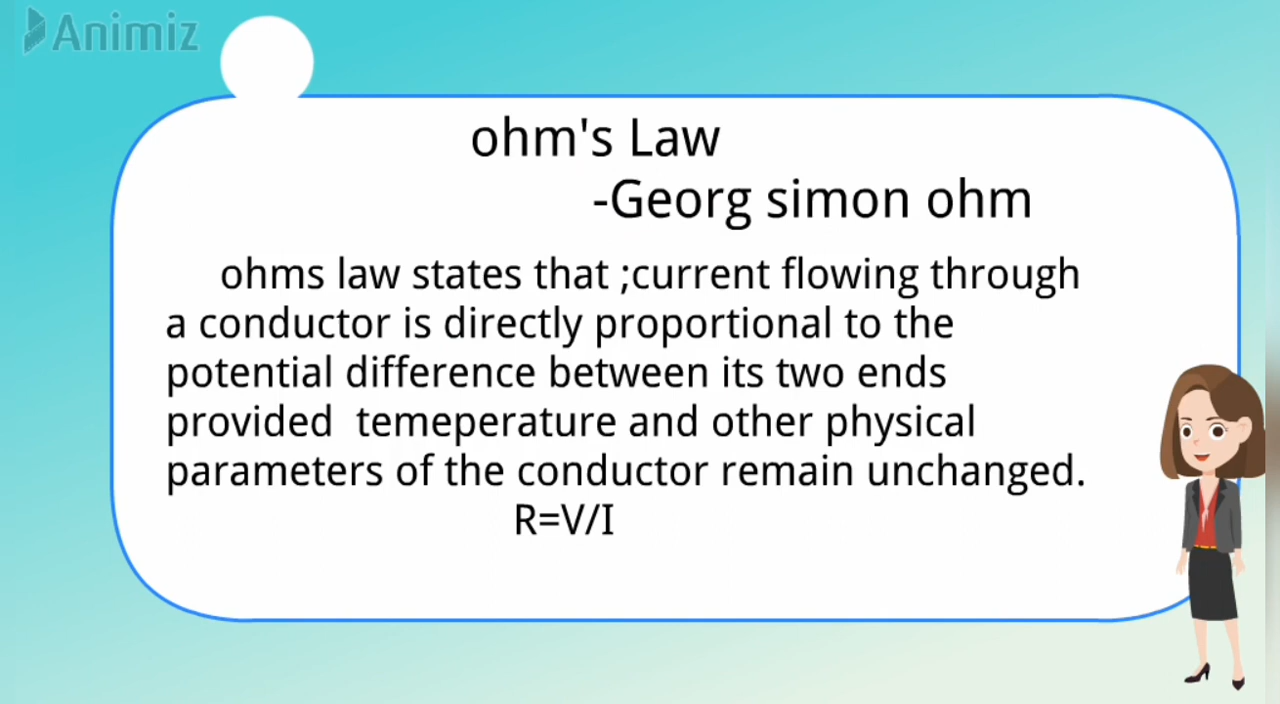 Animiz
ohm's Law
-Georg simon ohm
ohms law states that ;current flowing through
a conductor is directly proportional to the
potential difference between its two ends
provided  temeperature and other physical
parameters of the conductor remain unchanged.
R=V/I